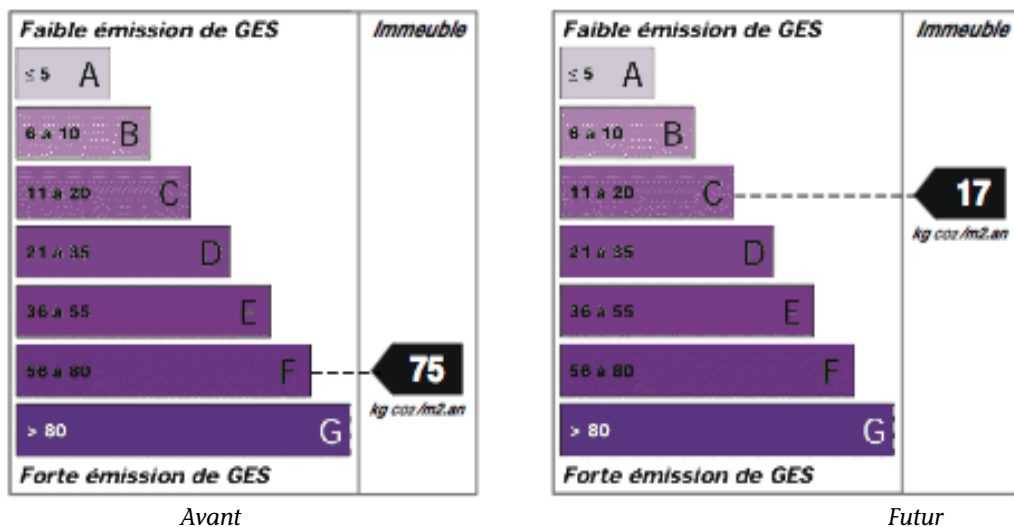 Faible émission de GES
Immeuble
≤ 5 A
6 à 10 B
11 à 20 C
21 à 35 D
36 à 55 E
56 à 80 F
75
kg co2/m2.an
> 80 G
Forte émission de GES
Avant
Faible émission de GES
Immeuble
≤ 5 A
6 à 10 B
11 à 20 C
17
kg co2/m2.an
21 à 35 D
36 à 55 E
56 à 80 F
> 80 G
Forte émission de GES
Futur